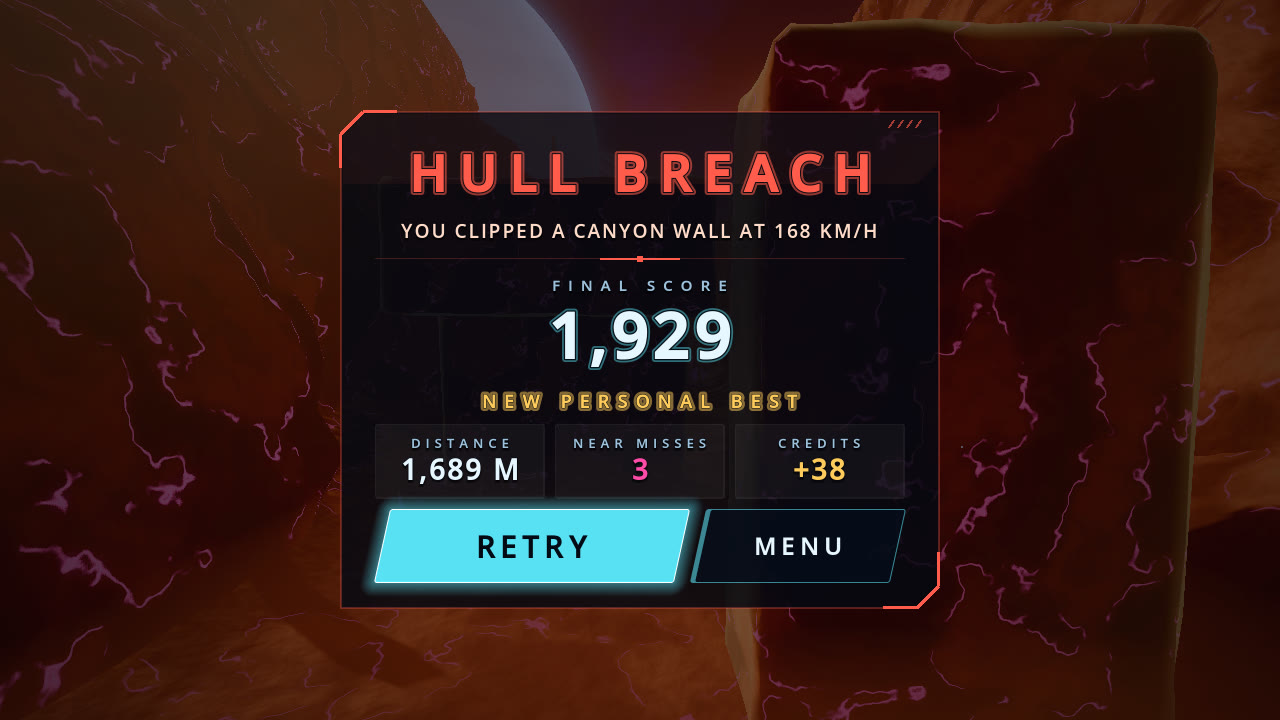 HULL BREACH
YOU CLIPPED A CANYON WALL AT 168 KM/H
FINAL SCORE
1,929
NEW PERSONAL BEST
DISTANCE
1,689 M
NEAR MISSES
3
CREDITS
+38
RETRY
MENU